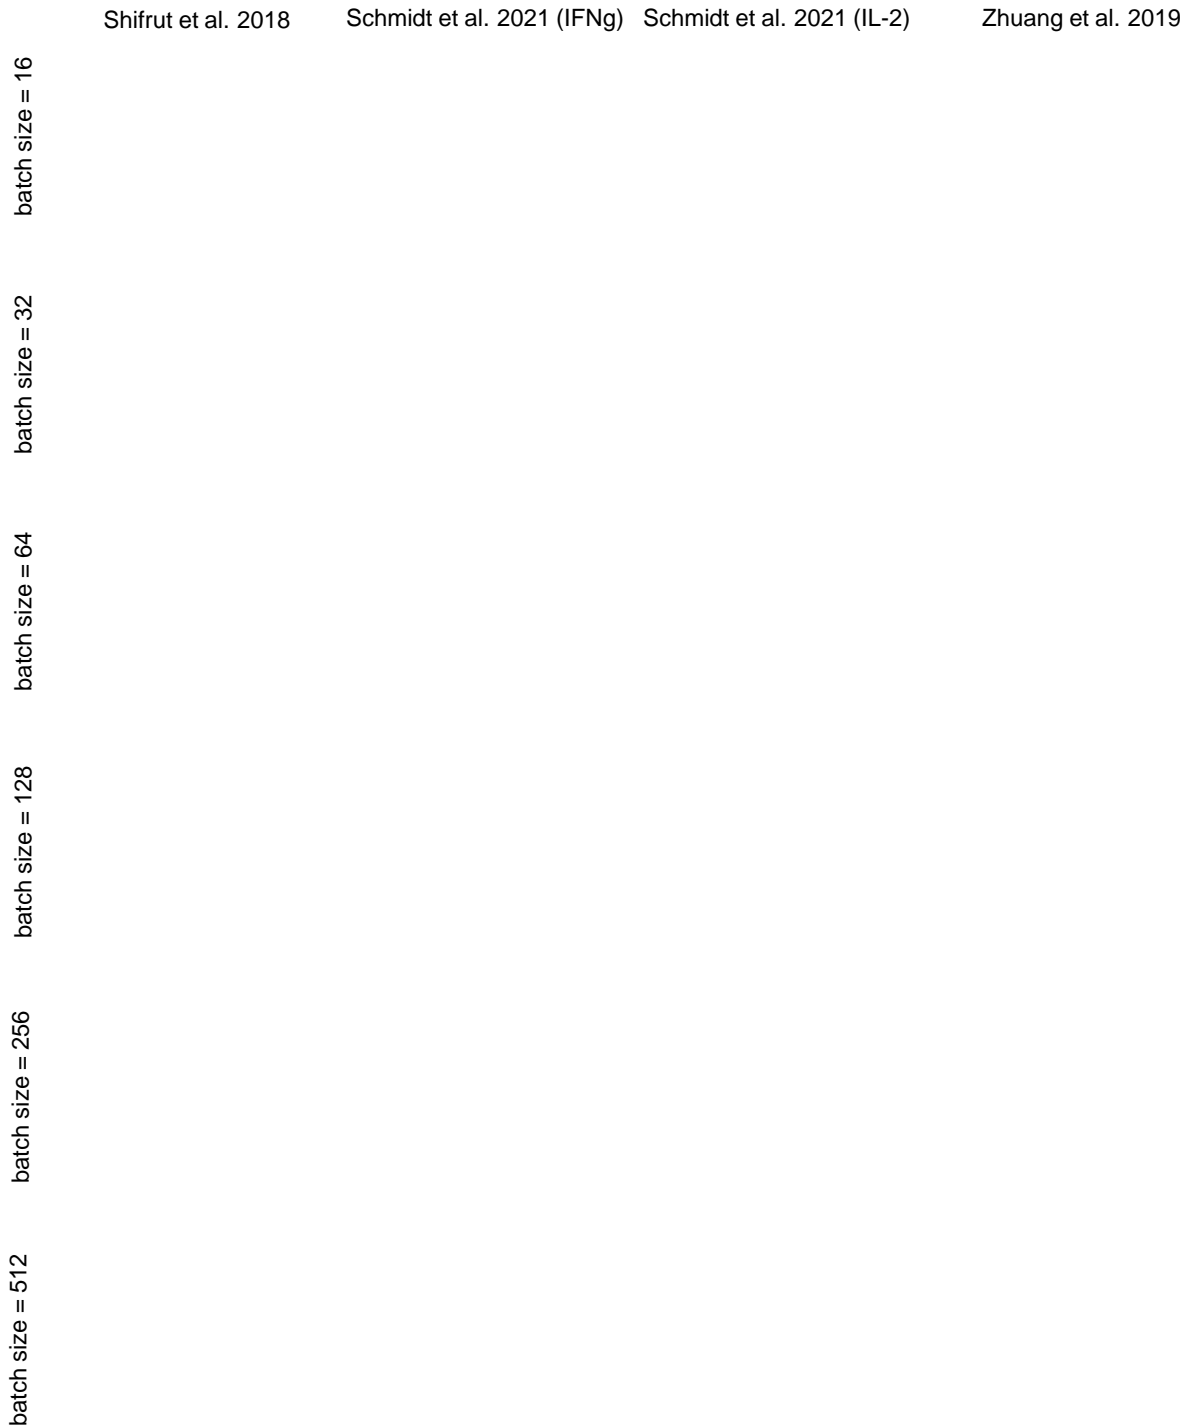 Shifrut et al. 2018
Schmidt et al. 2021 (IFNg)
Schmidt et al. 2021 (IL-2)
Zhuang et al. 2019
batch size = 16
batch size = 32
batch size = 64
batch size = 128
batch size = 256
batch size = 512